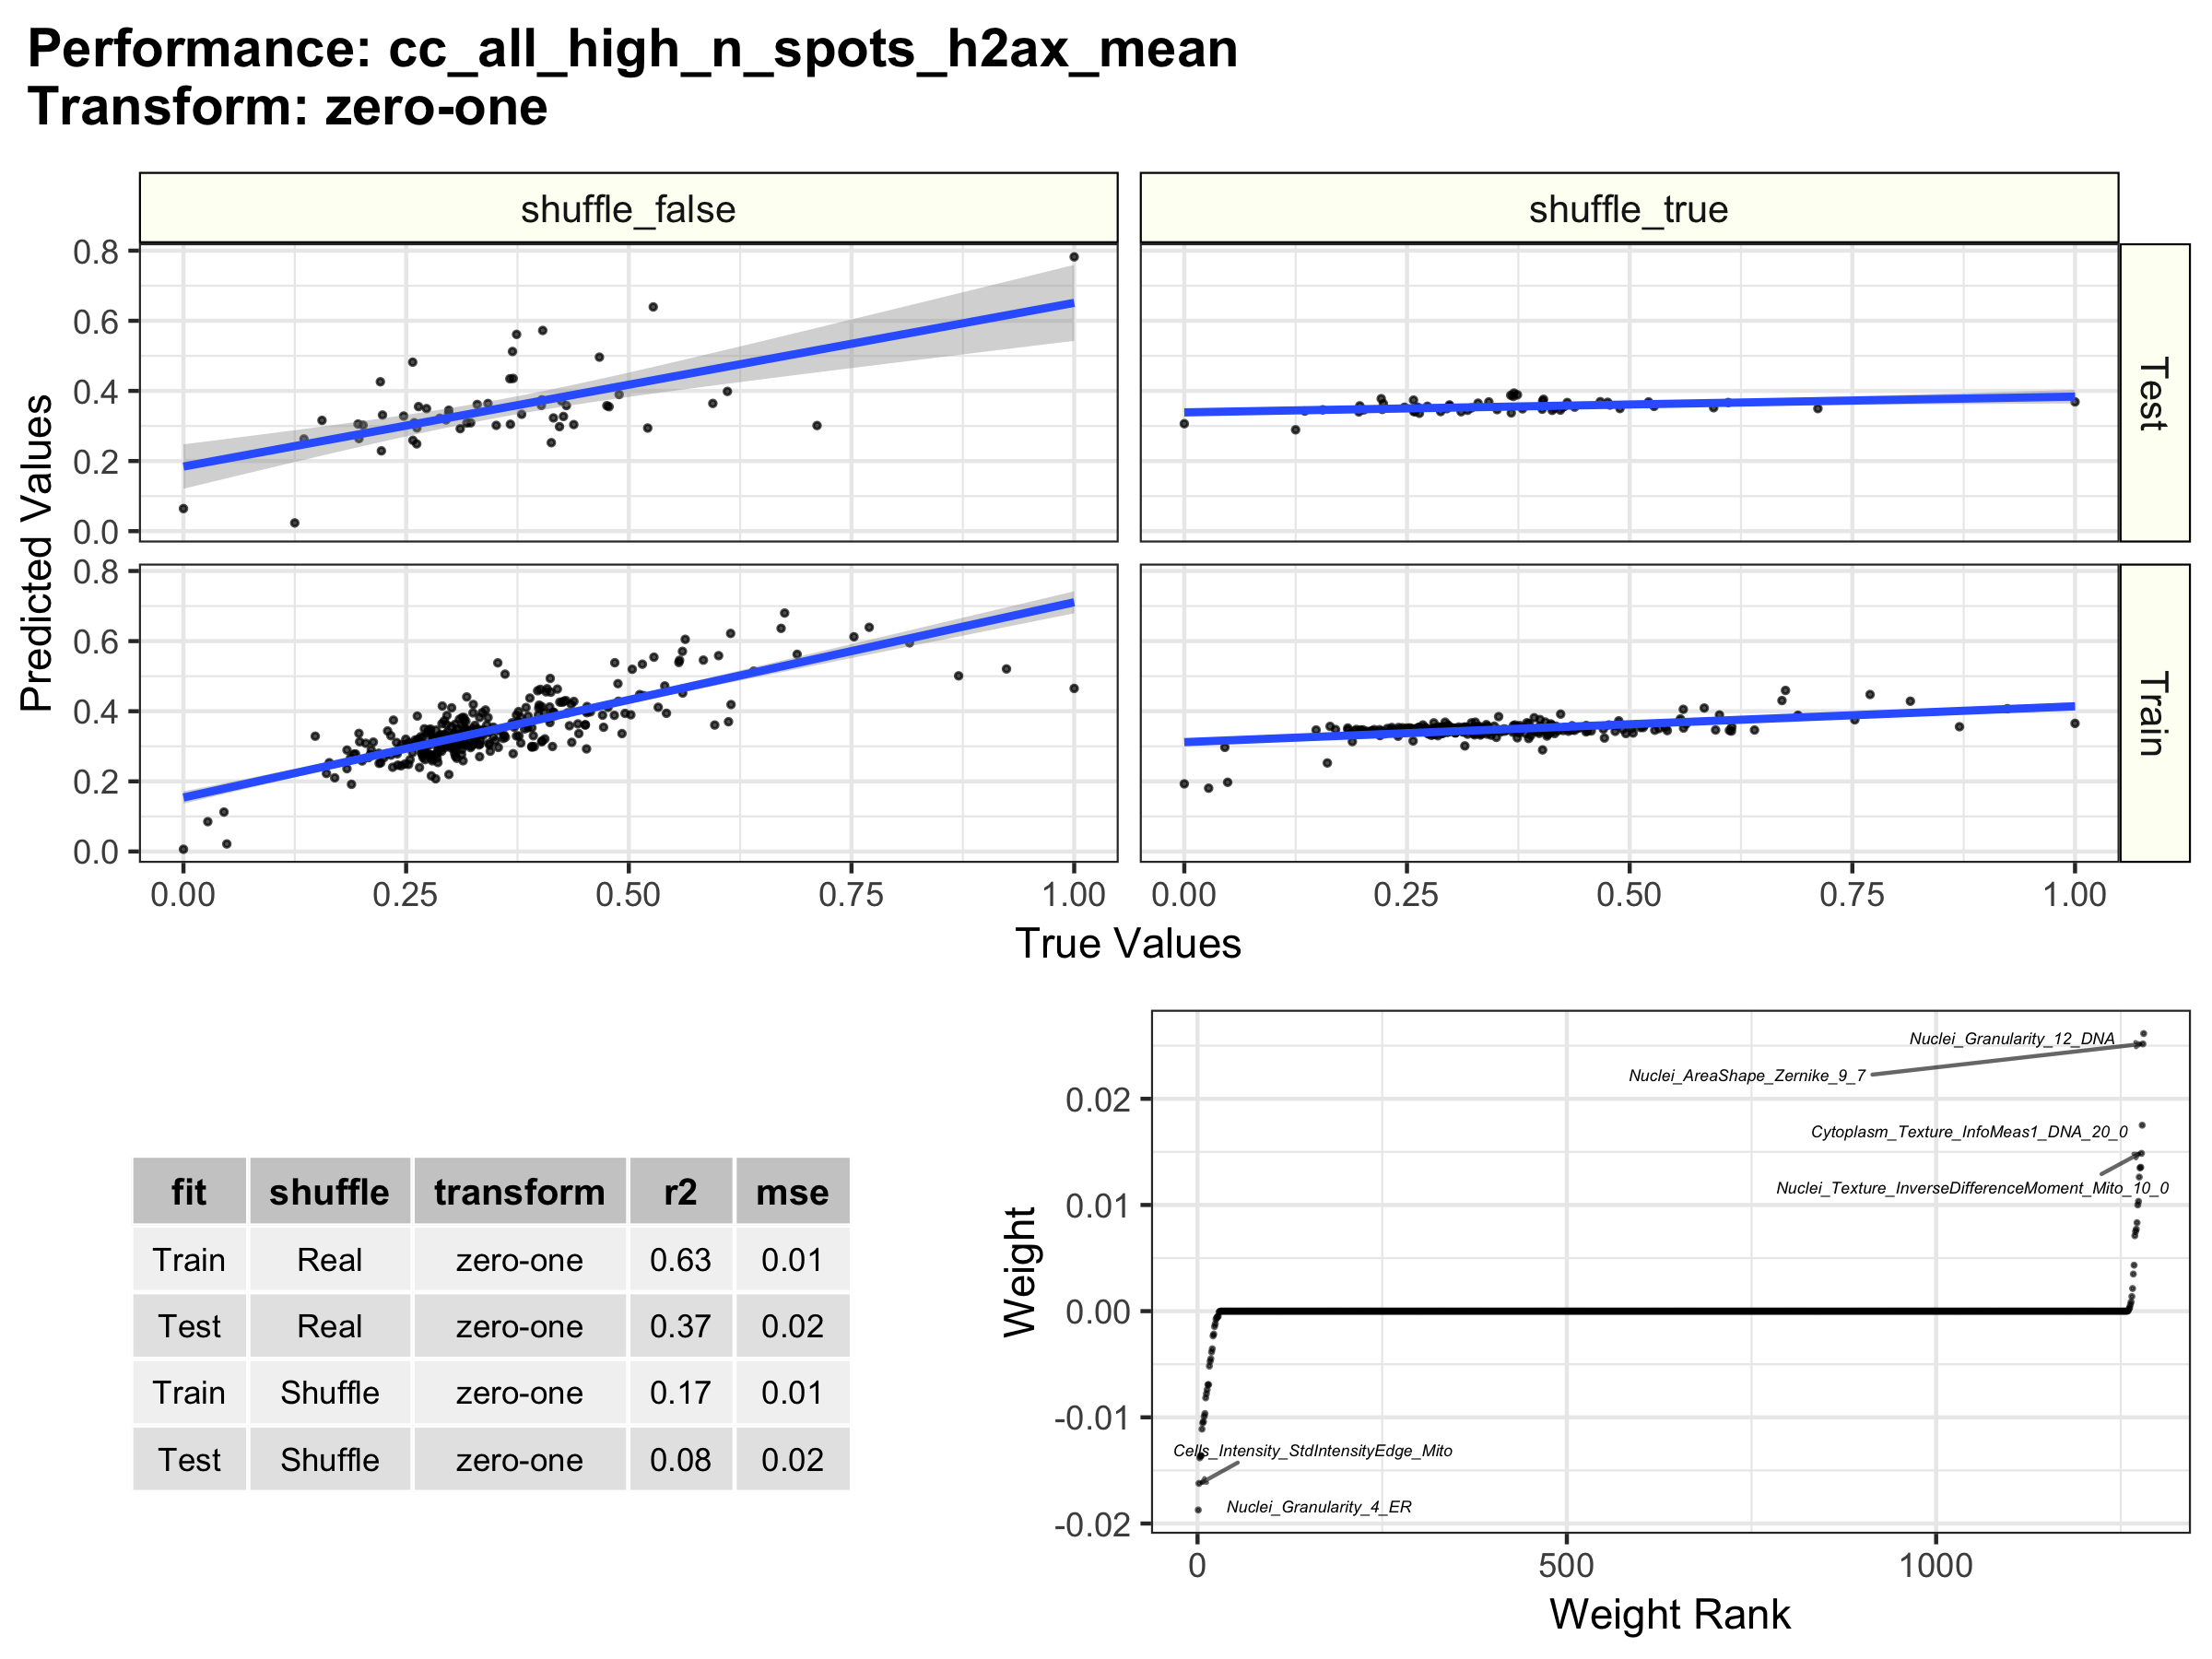 Performance: cc_all_high_n_spots_h2ax_mean
Transform: zero-one
shuffle_false
shuffle_true
0.8
0.6
0.4
0.2
0.0
Test
0.8
0.6
0.4
0.2
0.0
Train
Predicted Values
0.00 0.25 0.50 0.75 1.00
0.00 0.25 0.50 0.75 1.00
True Values
fit shuffle transform r2 mse
Train Real zero-one 0.63 0.01
Test Real zero-one 0.37 0.02
Train Shuffle zero-one 0.17 0.01
Test Shuffle zero-one 0.08 0.02
Nuclei_Granularity_12_DNA
Nuclei_AreaShape_Zernike_9_7
Cytoplasm_Texture_InfoMeas1_DNA_20_0
Nuclei_Texture_InverseDifferenceMoment_Mito_10_0
Cells_Intensity_StdIntensityEdge_Mito
Nuclei_Granularity_4_ER
0.02
0.01
0.00
-0.01
-0.02
Weight
0 500 1000
Weight Rank